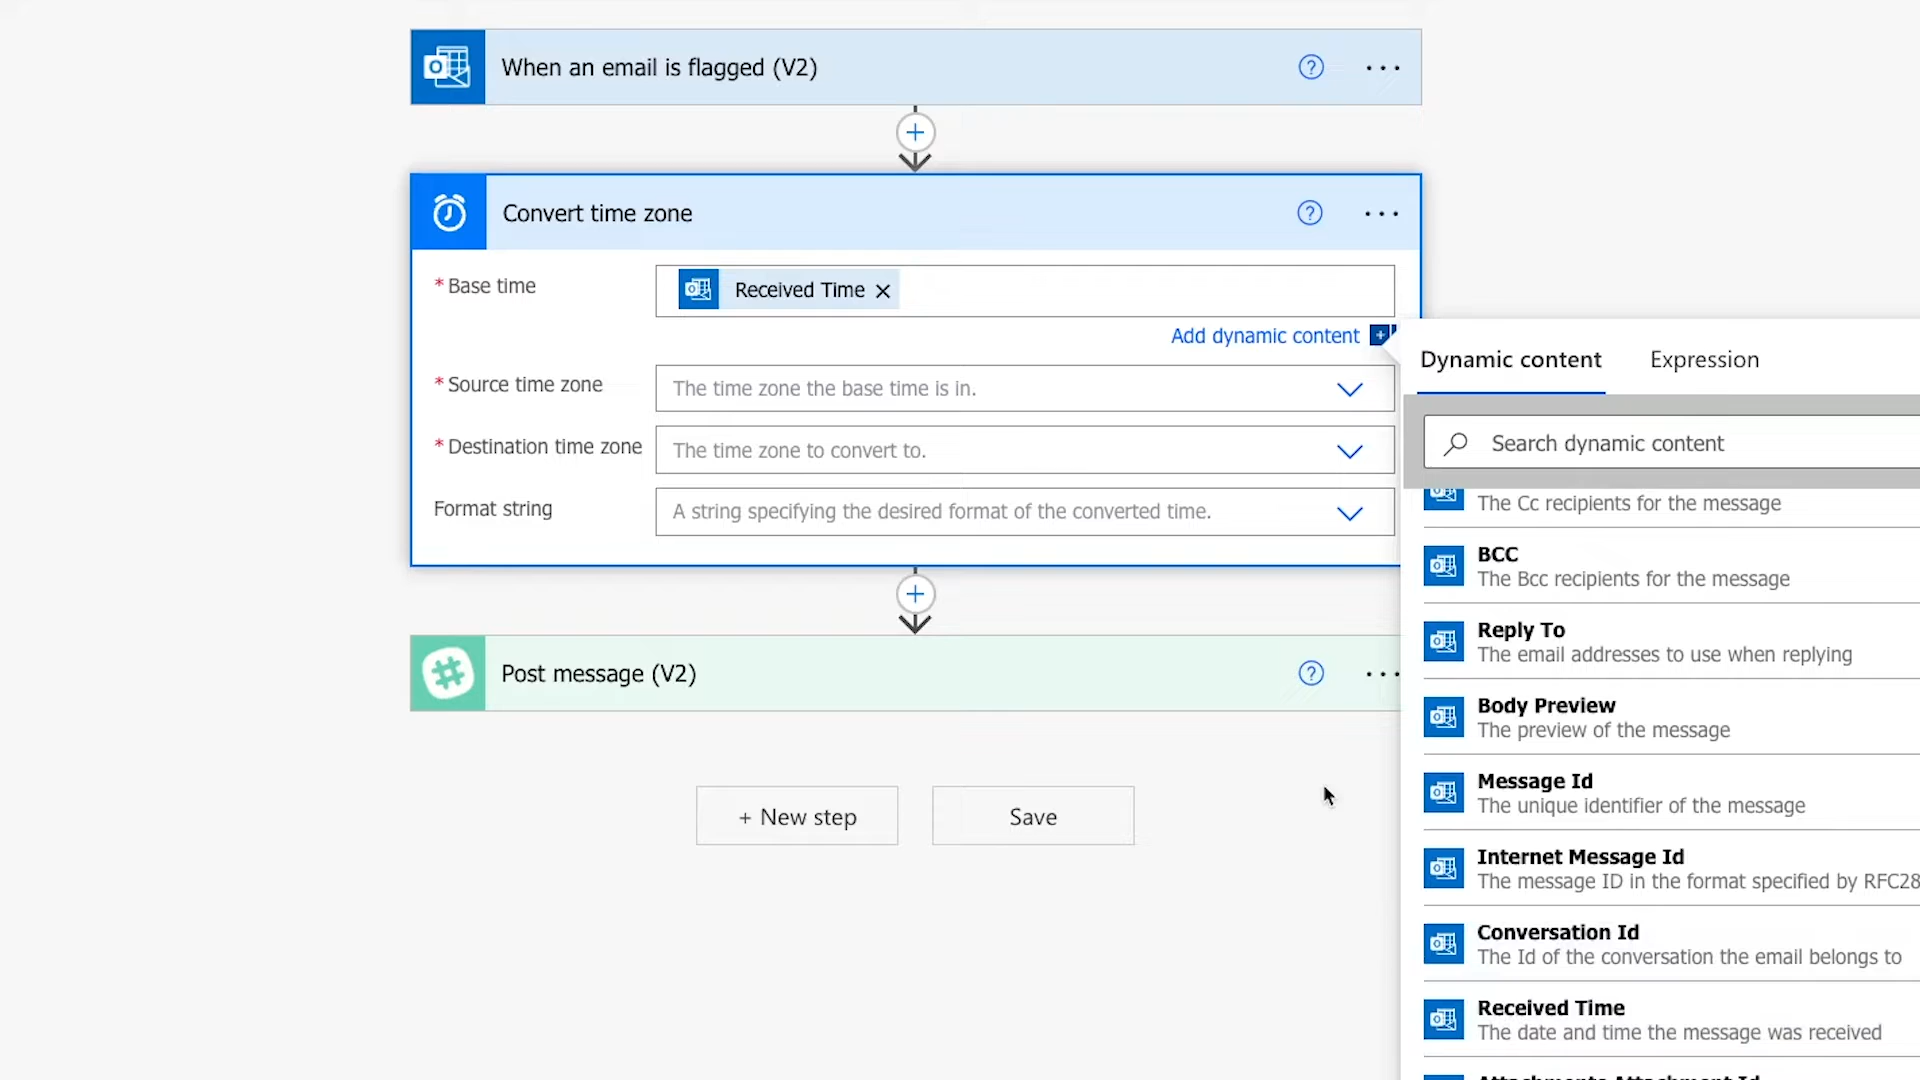 When an email is flagged (V2)
Convert time zone
* Base time
Received Time
Add dynamic content
* Source time zone
The time zone the base time is in.
* Destination time zone
The time zone to convert to.
Format string
A string specifying the desired format of the converted time.
Post message (V2)
+ New step
Save
Dynamic content
Expression
Search dynamic content
The Cc recipients for the message
BCC
The Bcc recipients for the message
Reply To
The email addresses to use when replying
Body Preview
The preview of the message
Message Id
The unique identifier of the message
Internet Message Id
The message ID in the format specified by RFC28
Conversation Id
The Id of the conversation the email belongs to
Received Time
The date and time the message was received
Attachments Attachment Id